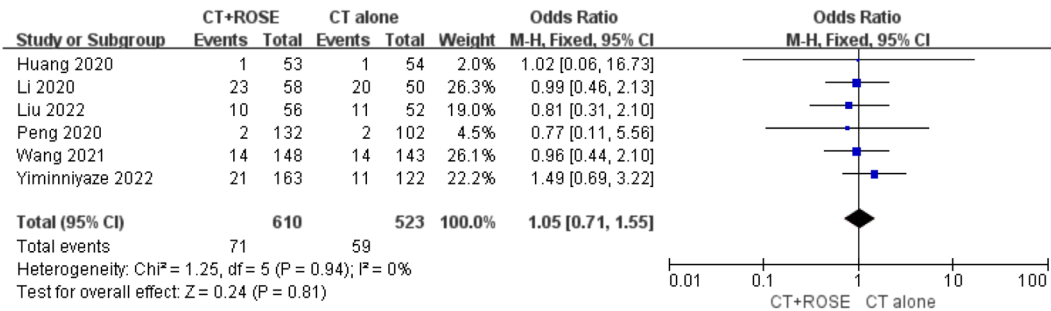 CT+ROSE CT alone Odds Ratio Odds Ratio
Study or Subgroup Events Total Events Total Weight M-H, Fixed, 95% CI M-H, Fixed, 95% CI
Huang 2020 1 53 1 54 2.0% 1.02 [0.06, 16.73]
Li 2020 23 58 20 50 26.3% 0.99 [0.46, 2.13]
Liu 2022 10 56 11 52 19.0% 0.81 [0.31, 2.10]
Peng 2020 2 132 2 102 4.5% 0.77 [0.11, 5.56]
Wang 2021 14 148 14 143 26.1% 0.96 [0.44, 2.10]
Yiminniyaze 2022 21 163 11 122 22.2% 1.49 [0.69, 3.22]
Total (95% CI) 610 523 100.0% 1.05 [0.71, 1.55]
Total events 71 59
Heterogeneity: Chi² = 1.25, df = 5 (P = 0.94); I² = 0%
Test for overall effect: Z = 0.24 (P = 0.81)
0.01 0.1 1 10 100
CT+ROSE CT alone